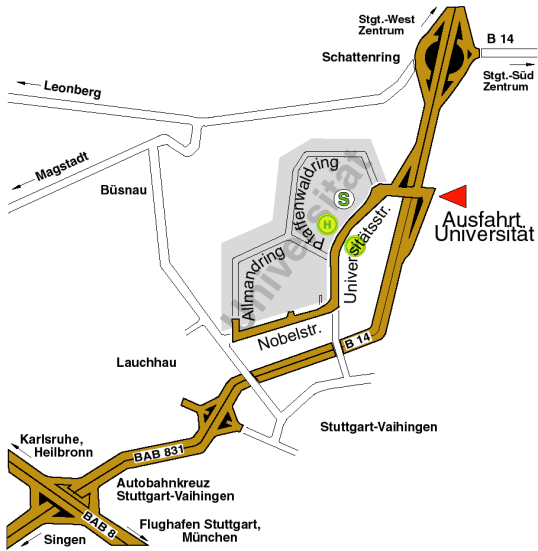 Stgt.-West
Zentrum
B 14
Schattenring
Stgt.-Süd
Zentrum
Leonberg
Magstadt
Büsnau
Pfaffenwaldring
Universität
S
H
H
Ausfahrt
Universität
Allmandring
Universitätsstr.
Nobelstr.
B 14
Lauchhau
Stuttgart-Vaihingen
Karlsruhe,
Heilbronn
BAB 831
Autobahnkreuz
Stuttgart-Vaihingen
BAB 8
Flughafen Stuttgart,
München
Singen